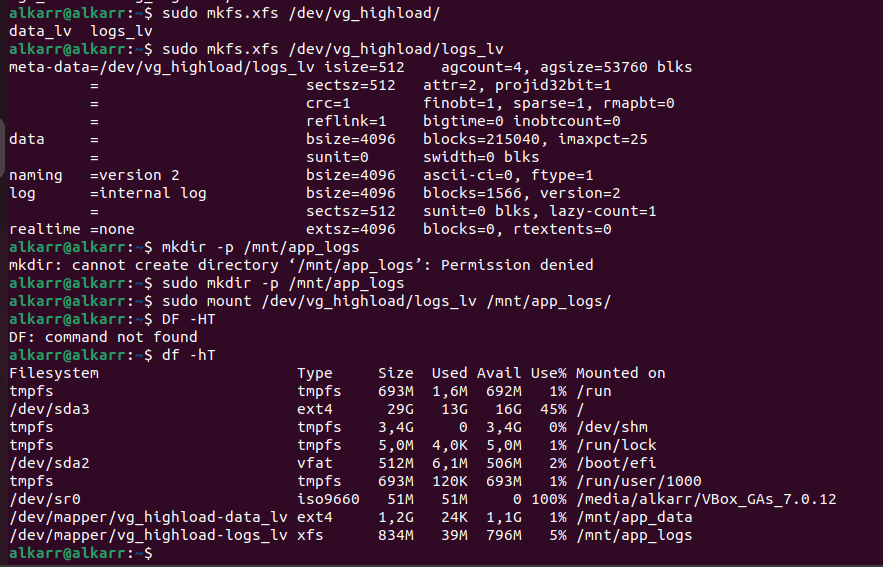 alkarr@alkarr:~$ sudo mkfs.xfs /dev/vg_highload/
data_lv  logs_lv
alkarr@alkarr:~$ sudo mkfs.xfs /dev/vg_highload/logs_lv
meta-data=/dev/vg_highload/logs_lv isize=512    agcount=4, agsize=53760 blks
         =                       sectsz=512   attr=2, projid32bit=1
         =                       crc=1        finobt=1, sparse=1, rmapbt=0
         =                       reflink=1    bigtime=0 inobtcount=0
data     =                       bsize=4096   blocks=215040, imaxpct=25
         =                       sunit=0      swidth=0 blks
naming   =version 2              bsize=4096   ascii-ci=0, ftype=1
log      =internal log           bsize=4096   blocks=1566, version=2
         =                       sectsz=512   sunit=0 blks, lazy-count=1
realtime =none                   extsz=4096   blocks=0, rtextents=0
alkarr@alkarr:~$ mkdir -p /mnt/app_logs
mkdir: cannot create directory ‘/mnt/app_logs’: Permission denied
alkarr@alkarr:~$ sudo mkdir -p /mnt/app_logs
alkarr@alkarr:~$ sudo mount /dev/vg_highload/logs_lv /mnt/app_logs/
alkarr@alkarr:~$ DF -HT
DF: command not found
alkarr@alkarr:~$ df -hT
Filesystem                      Type     Size  Used Avail Use% Mounted on
tmpfs                           tmpfs    693M  1,6M  692M   1% /run
/dev/sda3                       ext4      29G   13G   16G  45% /
tmpfs                           tmpfs    3,4G     0  3,4G   0% /dev/shm
tmpfs                           tmpfs    5,0M  4,0K  5,0M   1% /run/lock
/dev/sda2                       vfat     512M  6,1M  506M   2% /boot/efi
tmpfs                           tmpfs    693M  120K  693M   1% /run/user/1000
/dev/sr0                        iso9660   51M   51M     0 100% /media/alkarr/VBox_GAs_7.0.12
/dev/mapper/vg_highload-data_lv ext4     1,2G   24K  1,1G   1% /mnt/app_data
/dev/mapper/vg_highload-logs_lv xfs      834M   39M  796M   5% /mnt/app_logs
alkarr@alkarr:~$